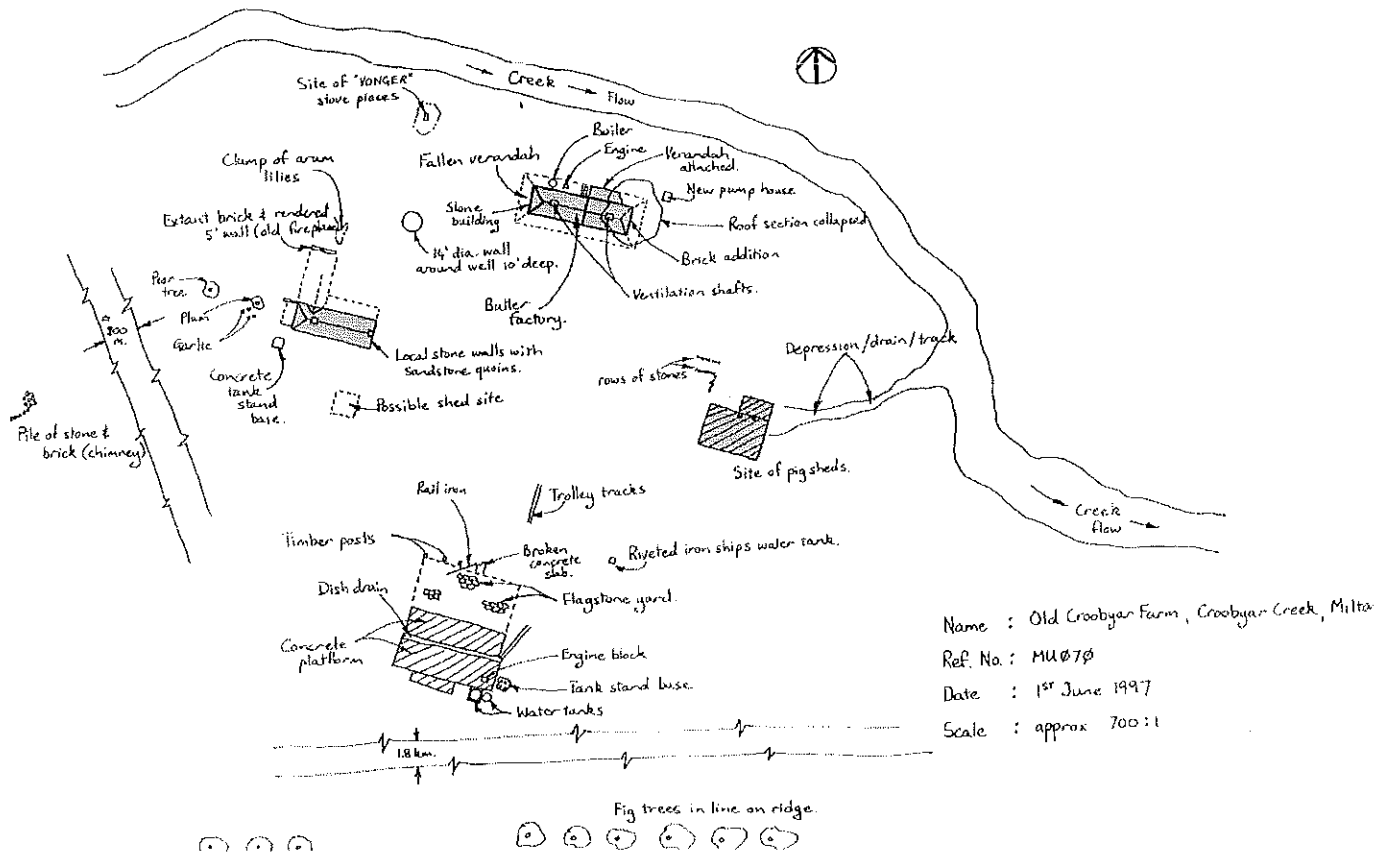 Creek
Flow
Site of "YONGER"
stove places
Boiler
Engine
Verandah
attached.
Fallen verandah
New pump house
Clump of arum
lilies
Stone
building
Roof section collapsed
Extant brick & rendered
5' wall (old fireplace)
14' dia. wall
around well 10' deep.
Brick addition
Ventilation shafts.
Butter
factory.
Pear
tree.
Plum
Garlic
200
m.
Local stone walls with
Sandstone quoins.
Depression/drain/track
rows of stones
Concrete
tank
stand
base.
Possible shed site
Pile of stone &
brick (chimney)
Site of pig sheds.
Rail iron
Trolley tracks
Creek
flow
Timber posts
Broken
concrete
slab.
Riveted iron ships water tank.
Dish drain
Flagstone yard.
Concrete
platform
Engine block
Tank stand base.
Water tanks
1.8 km.
Name : Old Croobyar Farm, Croobyar Creek, Milto
Ref. No. : MUØ7Ø
Date : 1st June 1997
Scale : approx 700:1
Fig trees in line on ridge.